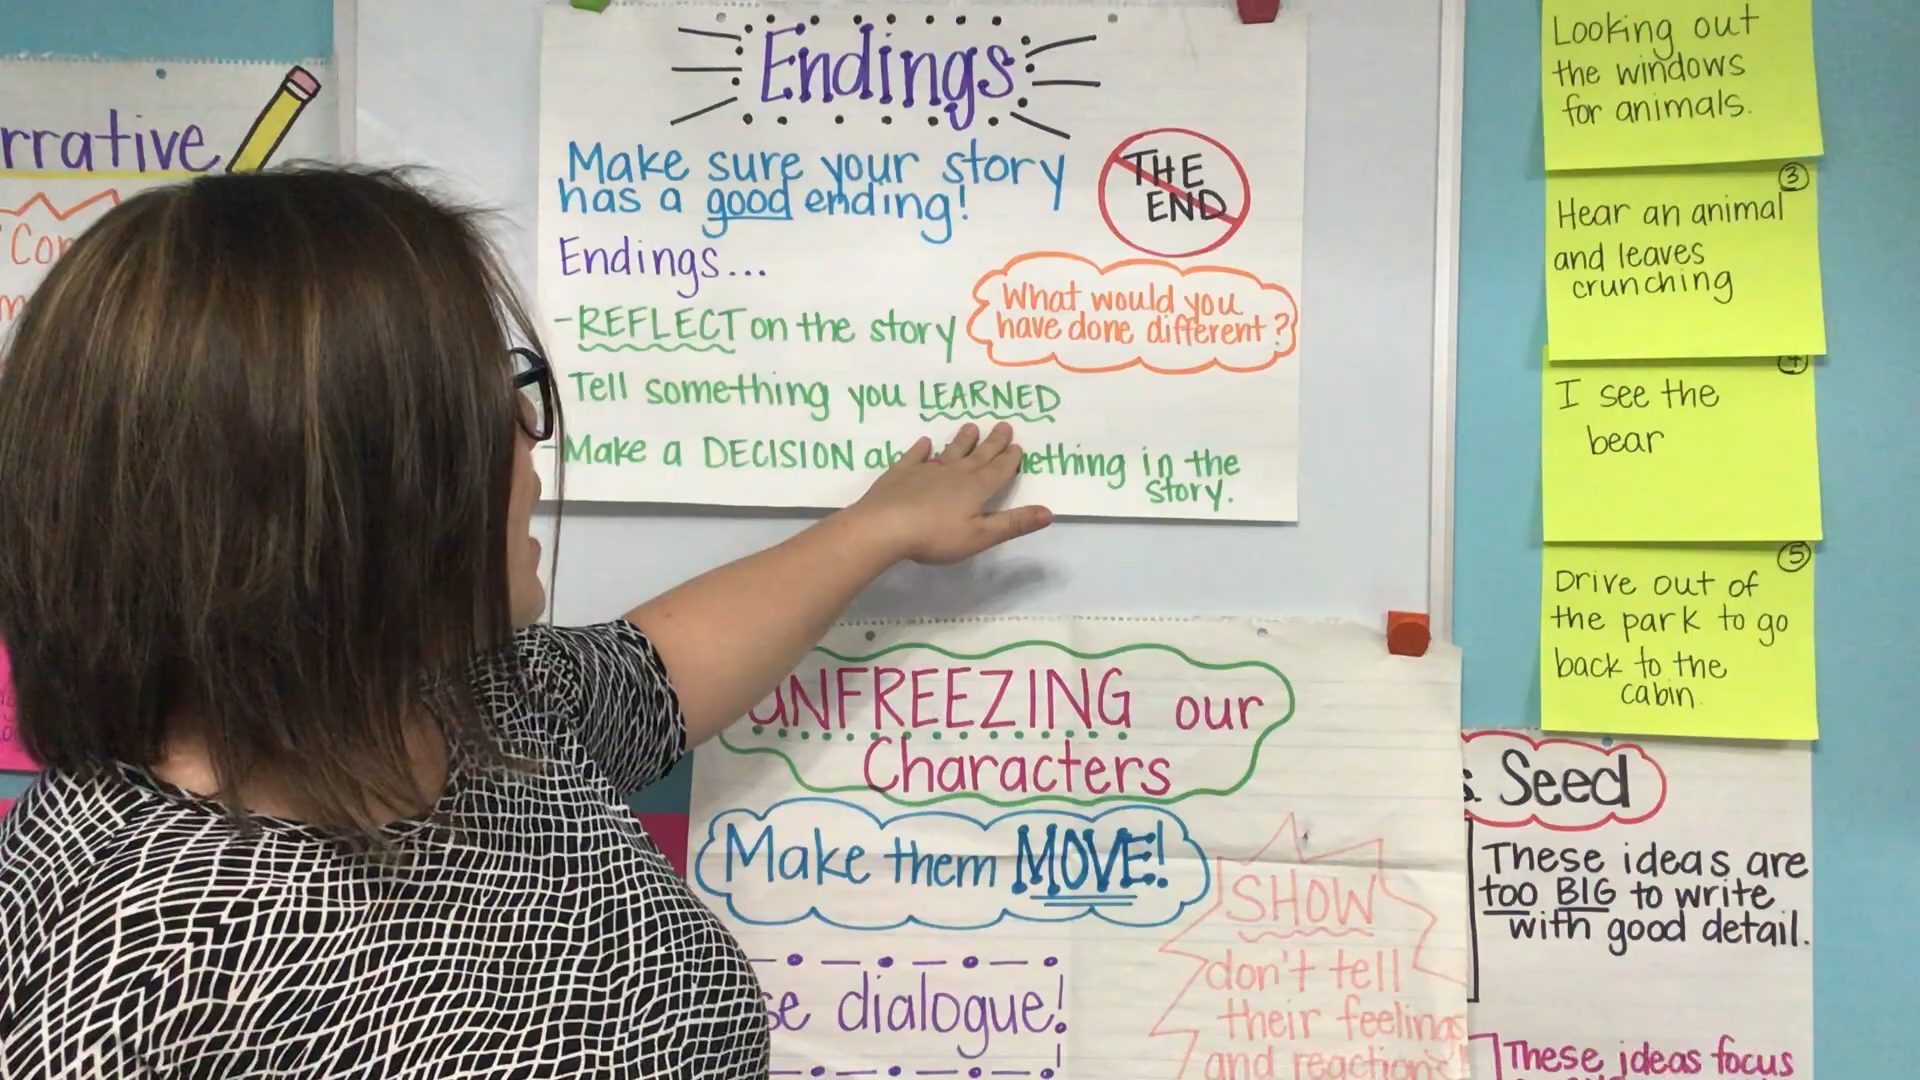 Endings
Make sure your story
has a good ending!
THE
END
Endings...
-REFLECT on the story
What would you
have done different?
Tell something you LEARNED
-Make a DECISION in the
story.
UNFREEZING our
Characters
Make them MOVE!
dialogue!
SHOW
don't tell
their feelings
and reactions!
Looking out
the windows
for animals.
3
Hear an animal
and leaves
crunching
4
I see the
bear
5
Drive out of
the park to go
back to the
cabin.
Seed
These ideas are
too BIG to write
with good detail.
These ideas focus